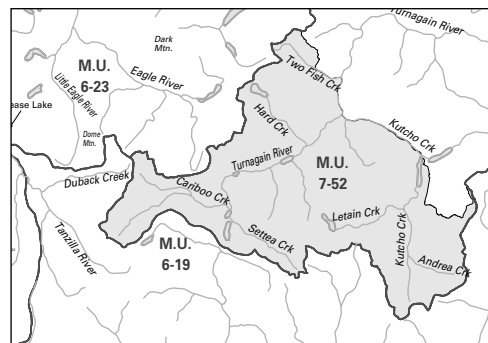 Turnagain River
Dark
Mtn.
Two Fish Crk
M.U.
6-23
Eagle River
Little Eagle River
ease Lake
Hard Crk
Kutcho Crk
Dome
Mtn.
Turnagain River
M.U.
7-52
Duback Creek
Cariboo Crk
Letain Crk
Tanzilla River
M.U.
6-19
Settea Crk
Kutcho Crk
Andrea Crk